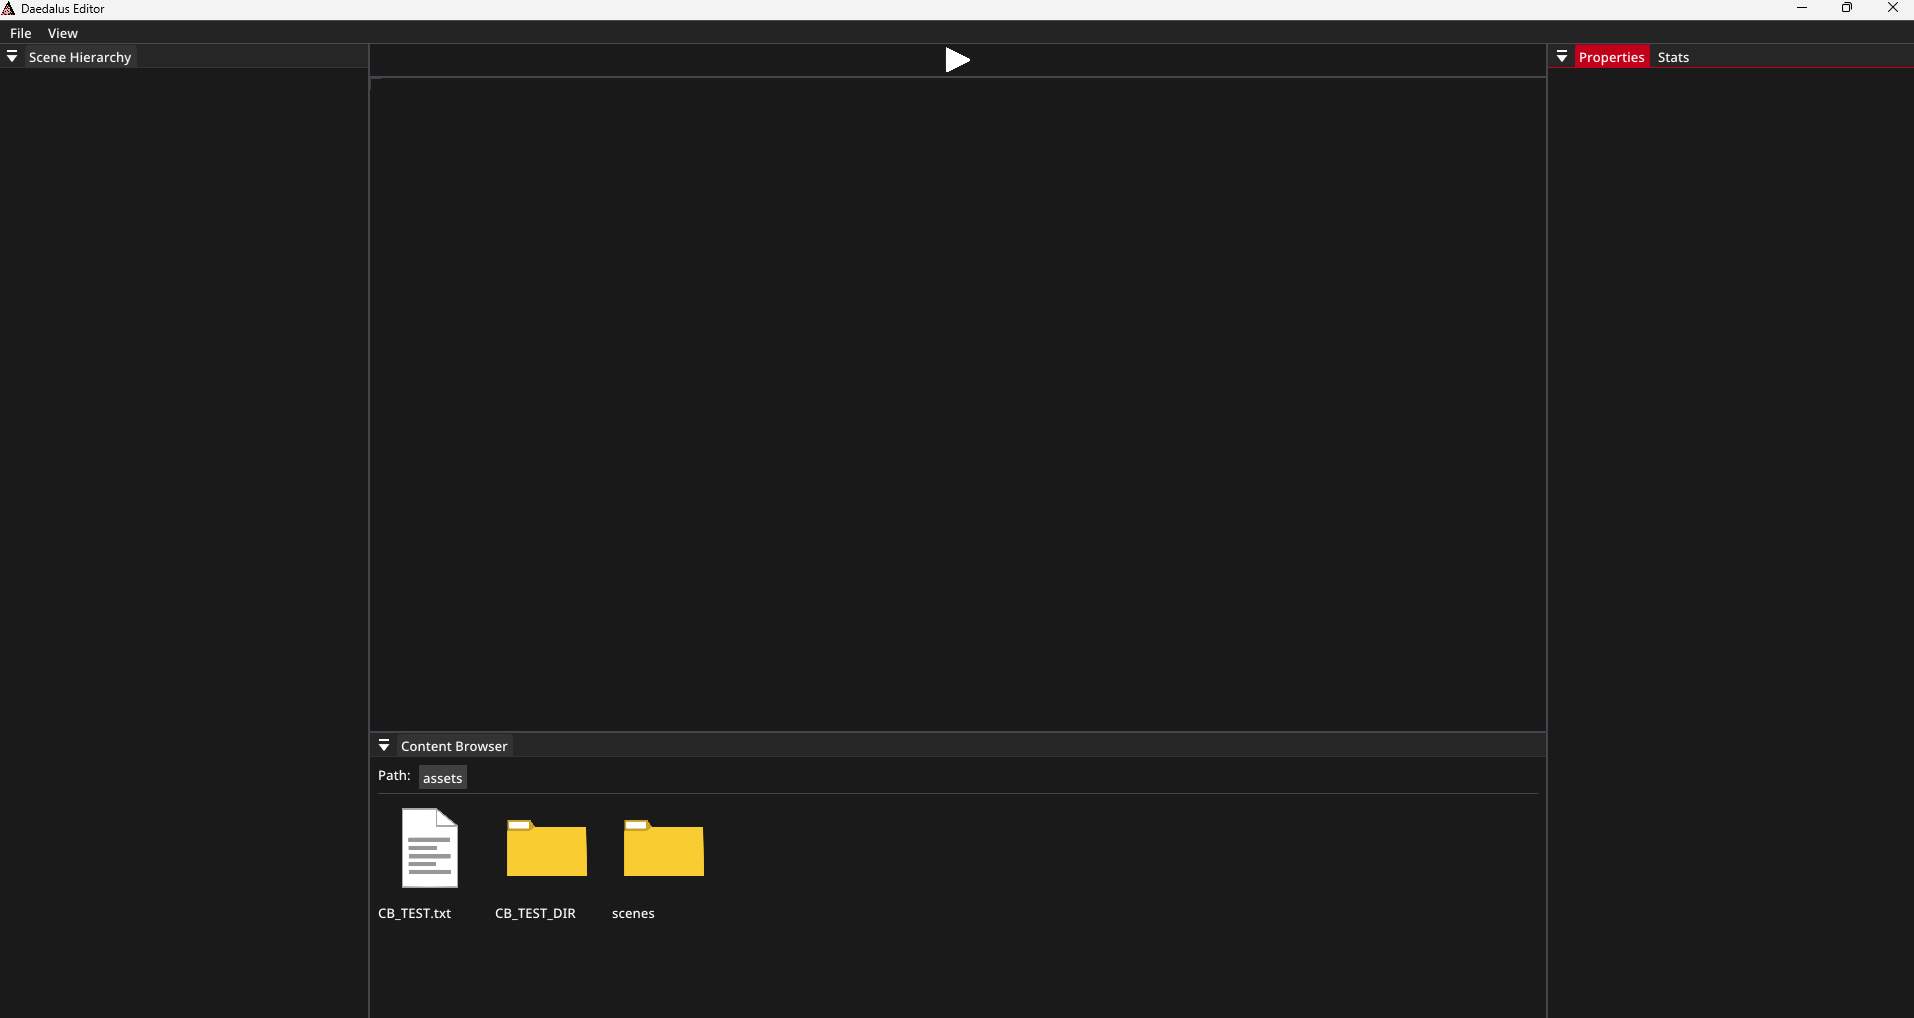 Daedalus Editor
File View
Scene Hierarchy
Properties Stats
Content Browser
Path: assets
CB_TEST.txt CB_TEST_DIR scenes